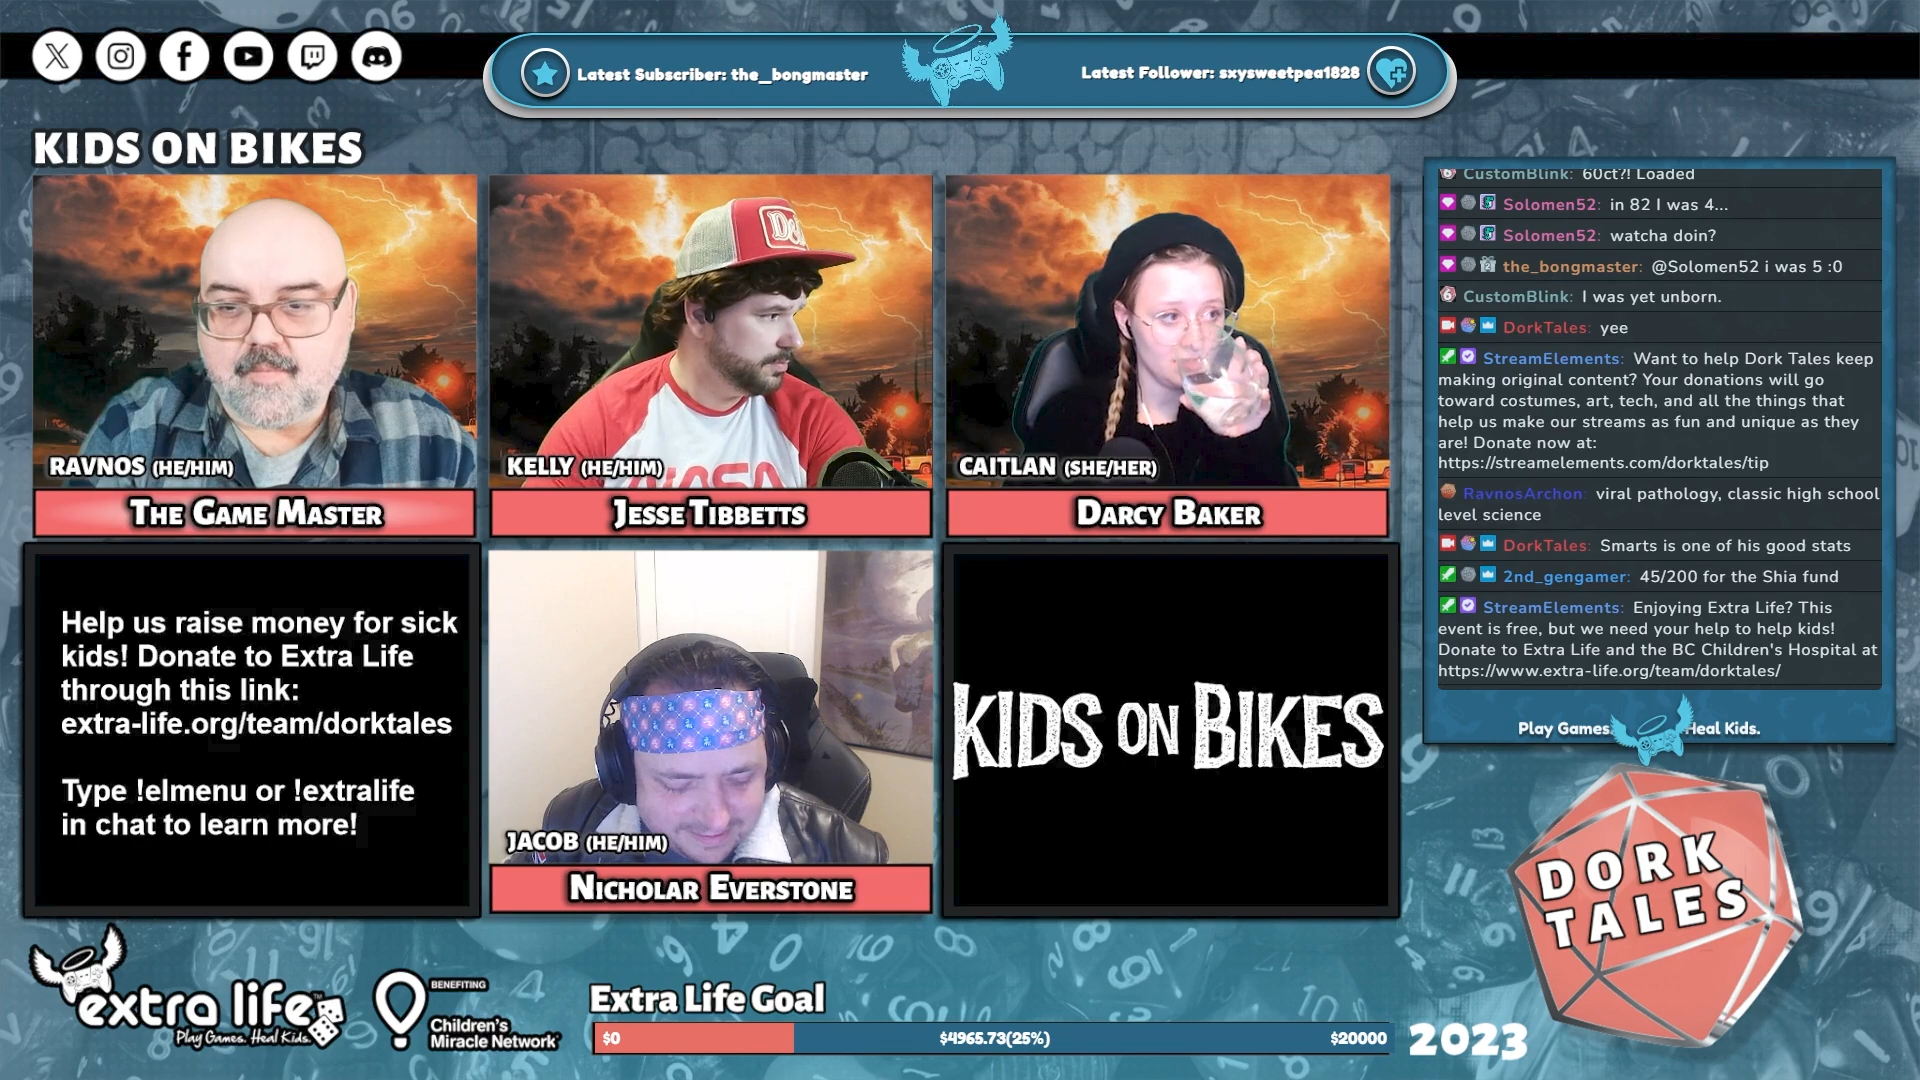 Latest Subscriber: the_bongmaster
Latest Follower: sxysweetpea1828
KIDS ON BIKES
RAVNOS (HE/HIM)
THE GAME MASTER
KELLY (HE/HIM)
JESSE TIBBETTS
CAITLAN (SHE/HER)
DARCY BAKER
NASA
Help us raise money for sick
kids! Donate to Extra Life
through this link:
extra-life.org/team/dorktales
Type !elmenu or !extralife
in chat to learn more!
JACOB (HE/HIM)
NICHOLAR EVERSTONE
KIDS ON BIKES
CustomBlink: 60ct?! Loaded
Solomen52: in 82 I was 4...
Solomen52: watcha doin?
the_bongmaster: @Solomen52 i was 5 :0
CustomBlink: I was yet unborn.
DorkTales: yee
StreamElements: Want to help Dork Tales keep
making original content? Your donations will go
toward costumes, art, tech, and all the things that
help us make our streams as fun and unique as they
are! Donate now at:
https://streamelements.com/dorktales/tip
RavnosArchon: viral pathology, classic high school
level science
DorkTales: Smarts is one of his good stats
2nd_gengamer: 45/200 for the Shia fund
StreamElements: Enjoying Extra Life? This
event is free, but we need your help to help kids!
Donate to Extra Life and the BC Children's Hospital at
https://www.extra-life.org/team/dorktales/
Play Games. Heal Kids.
DORK
TALES
extra life
Play Games. Heal Kids.
BENEFITING
Children's
Miracle Network
Extra Life Goal
$0
$4965.73(25%)
$20000
2023